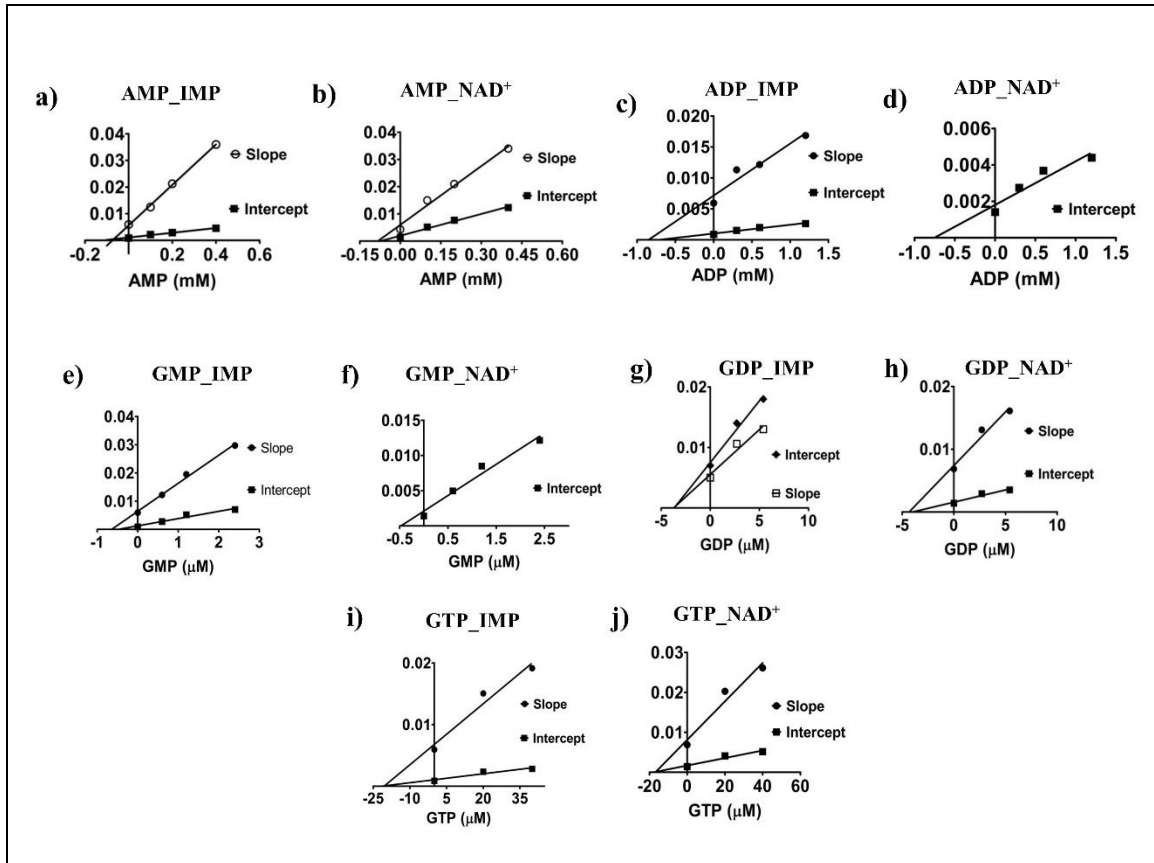 a) AMP_IMP
0.04
0.03
0.02
0.01
Slope
Intercept
-0.2 0.2 0.4 0.6
AMP (mM)
b) AMP_NAD⁺
0.04
0.03
0.02
0.01
Slope
Intercept
-0.15 0.00 0.15 0.30 0.45 0.60
AMP (mM)
c) ADP_IMP
0.020
0.015
0.010
0.005
Slope
Intercept
-1.0 -0.5 0.0 0.5 1.0 1.5
ADP (mM)
d) ADP_NAD⁺
0.006
0.004
0.002
Intercept
-1.0 -0.5 0.0 0.5 1.0 1.5
ADP (mM)
e) GMP_IMP
0.04
0.03
0.02
0.01
Slope
Intercept
-1 0 1 2 3
GMP (μM)
f) GMP_NAD⁺
0.015
0.010
0.005
0.000
Intercept
-0.5 0.5 1.5 2.5
GMP (μM)
g) GDP_IMP
0.02
0.01
Intercept
Slope
-5 0 5 10
GDP (μM)
h) GDP_NAD⁺
0.02
0.01
Slope
Intercept
-5 0 5 10
GDP (μM)
i) GTP_IMP
0.02
0.01
Slope
Intercept
-25 -10 5 20 35
GTP (μM)
j) GTP_NAD⁺
0.03
0.02
0.01
Slope
Intercept
-20 0 20 40 60
GTP (μM)